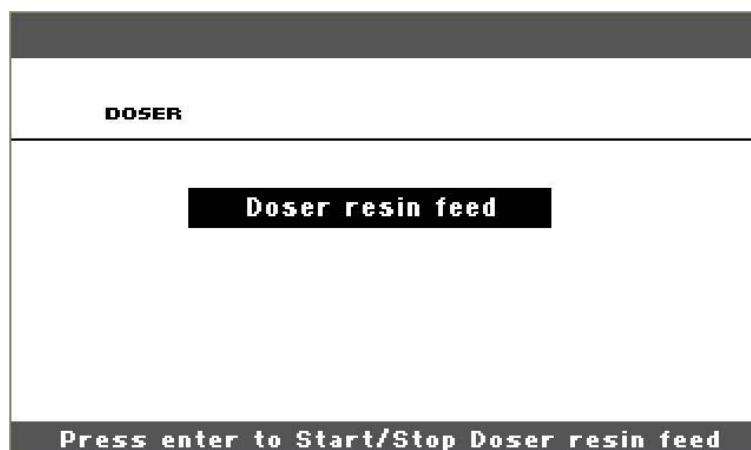 DOSER
Doser resin feed
Press enter to Start/Stop Doser resin feed